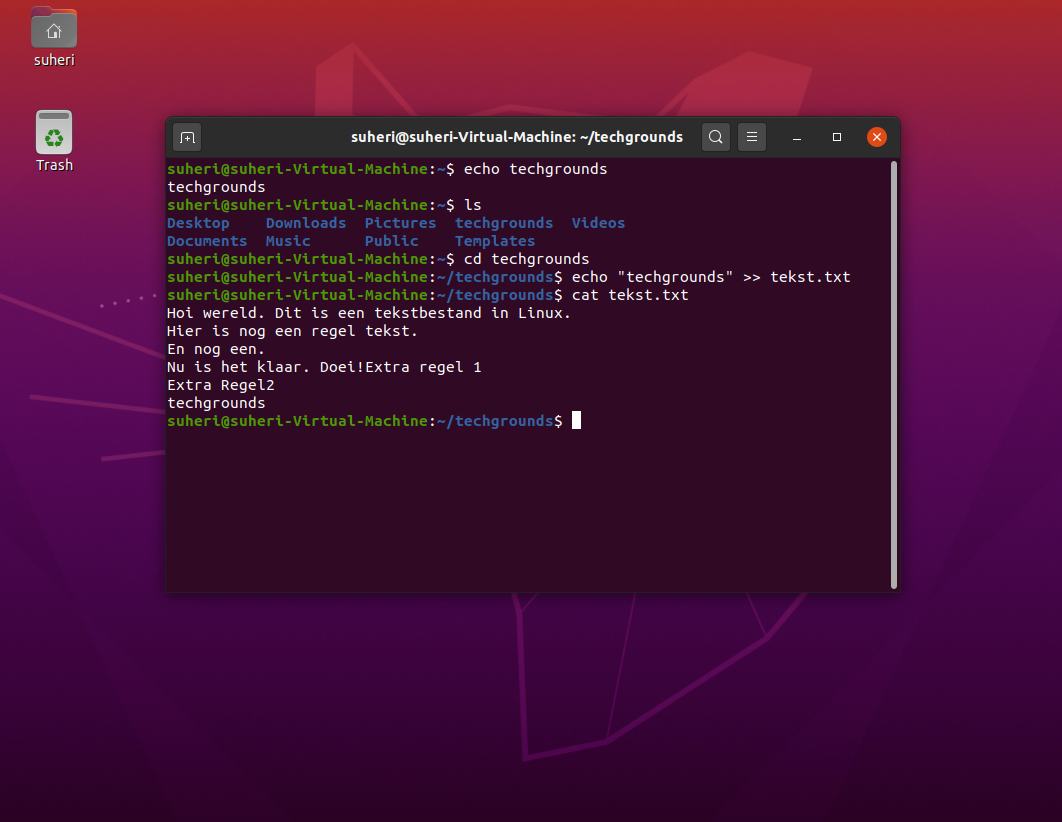 suheri
Trash
suheri@suheri-Virtual-Machine: ~/techgrounds
suheri@suheri-Virtual-Machine:~$ echo techgrounds
techgrounds
suheri@suheri-Virtual-Machine:~$ ls
Desktop    Downloads  Pictures  techgrounds  Videos
Documents  Music      Public    Templates
suheri@suheri-Virtual-Machine:~$ cd techgrounds
suheri@suheri-Virtual-Machine:~/techgrounds$ echo "techgrounds" >> tekst.txt
suheri@suheri-Virtual-Machine:~/techgrounds$ cat tekst.txt
Hoi wereld. Dit is een tekstbestand in Linux.
Hier is nog een regel tekst.
En nog een.
Nu is het klaar. Doei!Extra regel 1
Extra Regel2
techgrounds
suheri@suheri-Virtual-Machine:~/techgrounds$